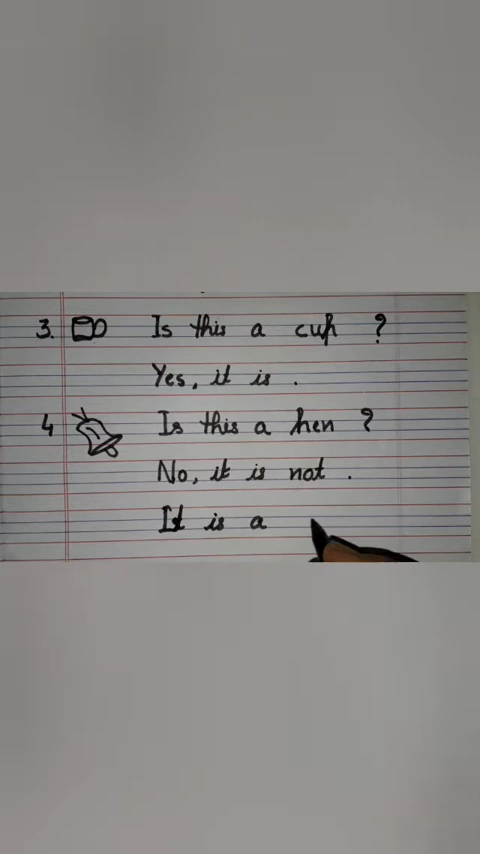 3. Is this a cup ?
Yes, it is .
4 Is this a hen ?
No, it is not .
It is a